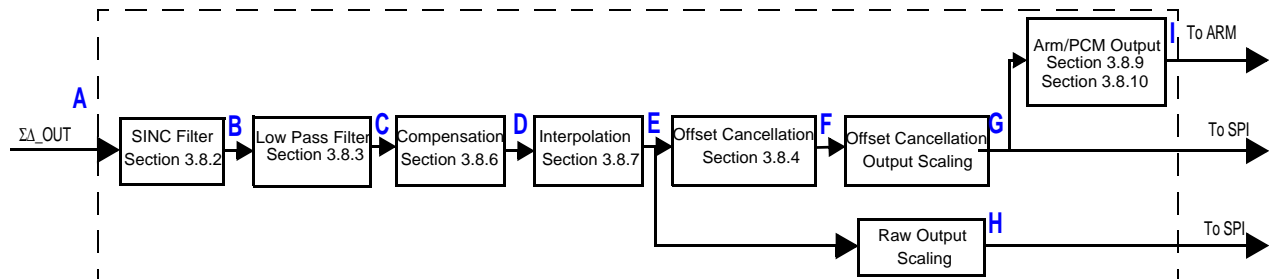 Arm/PCM Output
Section 3.8.9
Section 3.8.10
I
To ARM
A
ΣΔ_OUT
SINC Filter
Section 3.8.2
B
Low Pass Filter
Section 3.8.3
C
Compensation
Section 3.8.6
D
Interpolation
Section 3.8.7
E
Offset Cancellation
Section 3.8.4
F
Offset Cancellation
Output Scaling
G
To SPI
Raw Output
Scaling
H
To SPI